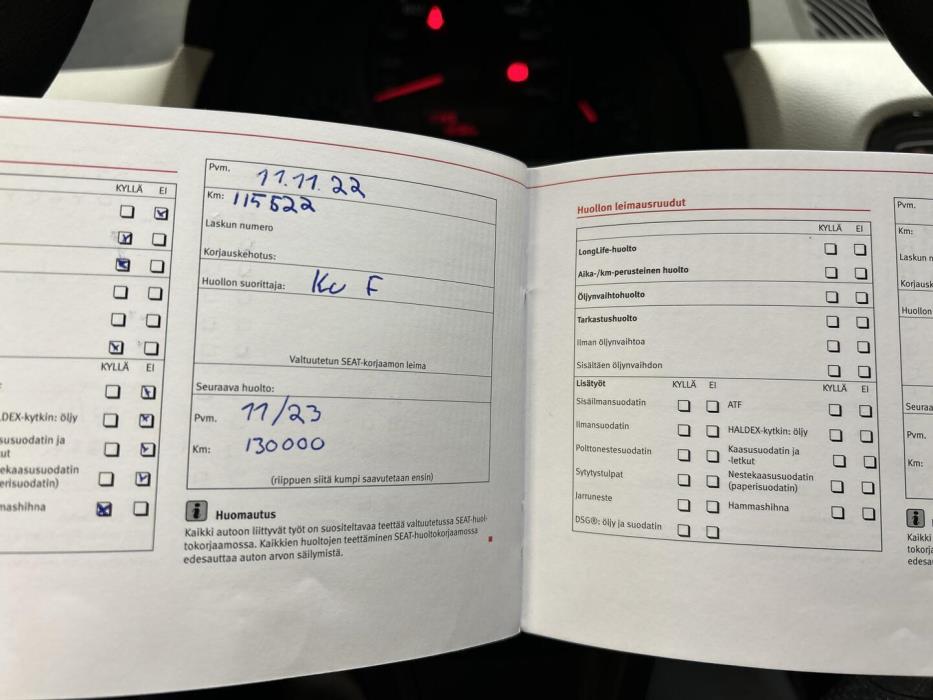 KYLLÄ EI
KYLLÄ EI
DEX-kytkin: öljy
susuodatin ja
ut
ekaasusuodatin
erisuodatin)
mashihna
Pvm. 11.11.22
Km: 115522
Laskun numero
Korjauskehotus:
Huollon suorittaja: Kv F
Valtuutetun SEAT-korjaamon leima
Seuraava huolto:
Pvm. 11/23
Km: 130000
(riippuen siitä kumpi saavutetaan ensin)
i Huomautus
Kaikki autoon liittyvät työt on suositeltavaa teettää valtuutetussa SEAT-huol-
tokorjaamossa. Kaikkien huoltojen teettäminen SEAT-huoltokorjaamossa
edesauttaa auton arvon säilymistä.
Huollon leimausruudut
KYLLÄ EI
LongLife-huolto
Aika-/km-perusteinen huolto
Öljynvaihtohuolto
Tarkastushuolto
Ilman öljynvaihtoa
Sisältäen öljynvaihdon
Lisätyöt KYLLÄ EI KYLLÄ EI
Sisäilmansuodatin ATF
Ilmansuodatin HALDEX-kytkin: öljy
Polttonestesuodatin Kaasusuodatin ja
-letkut
Sytytystulpat Nestekaasusuodatin
(paperisuodatin)
Jarruneste Hammashihna
DSG®: öljy ja suodatin
Pvm.
Km:
Laskun n
Korjausk
Huollon
Seuraa
Pvm.
Km:
i
Kaikki
tokorja
edesa